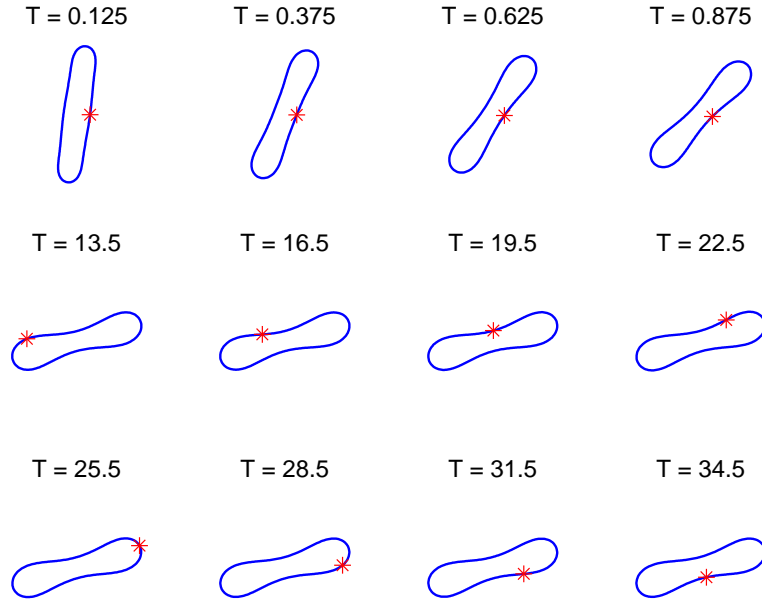 T = 0.125 T = 0.375 T = 0.625 T = 0.875
T = 13.5 T = 16.5 T = 19.5 T = 22.5
T = 25.5 T = 28.5 T = 31.5 T = 34.5